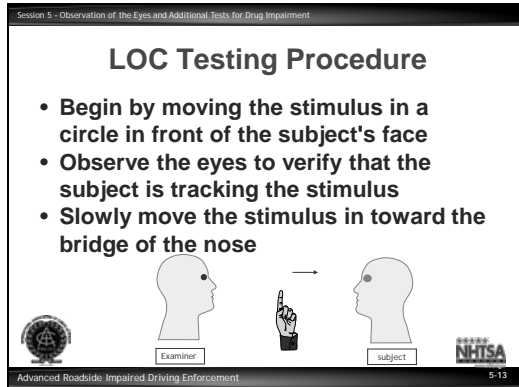 Session 5 - Observation of the Eyes and Additional Tests for Drug Impairment
LOC Testing Procedure
• Begin by moving the stimulus in a
circle in front of the subject's face
• Observe the eyes to verify that the
subject is tracking the stimulus
• Slowly move the stimulus in toward the
bridge of the nose
Examiner
subject
NHTSA
Advanced Roadside Impaired Driving Enforcement
5-13